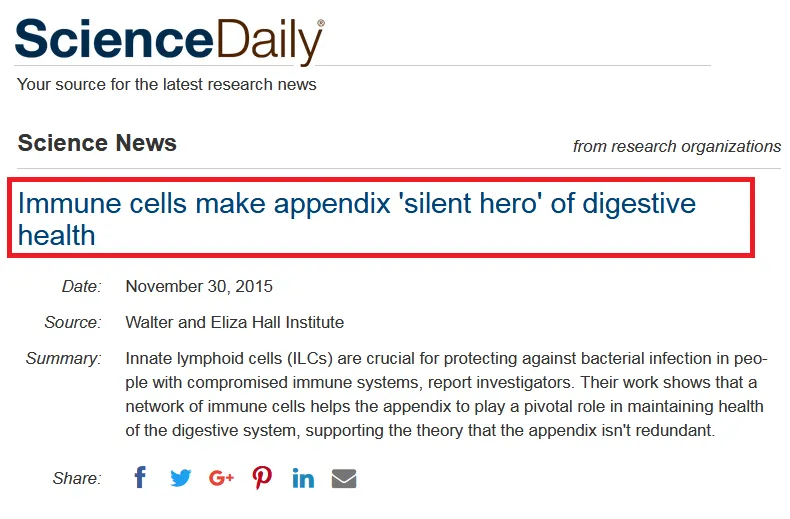 ScienceDaily®
Your source for the latest research news
Science News
from research organizations
Immune cells make appendix 'silent hero' of digestive
health
Date: November 30, 2015
Source: Walter and Eliza Hall Institute
Summary: Innate lymphoid cells (ILCs) are crucial for protecting against bacterial infection in peo-
ple with compromised immune systems, report investigators. Their work shows that a
network of immune cells helps the appendix to play a pivotal role in maintaining health
of the digestive system, supporting the theory that the appendix isn't redundant.
Share: f G+ in